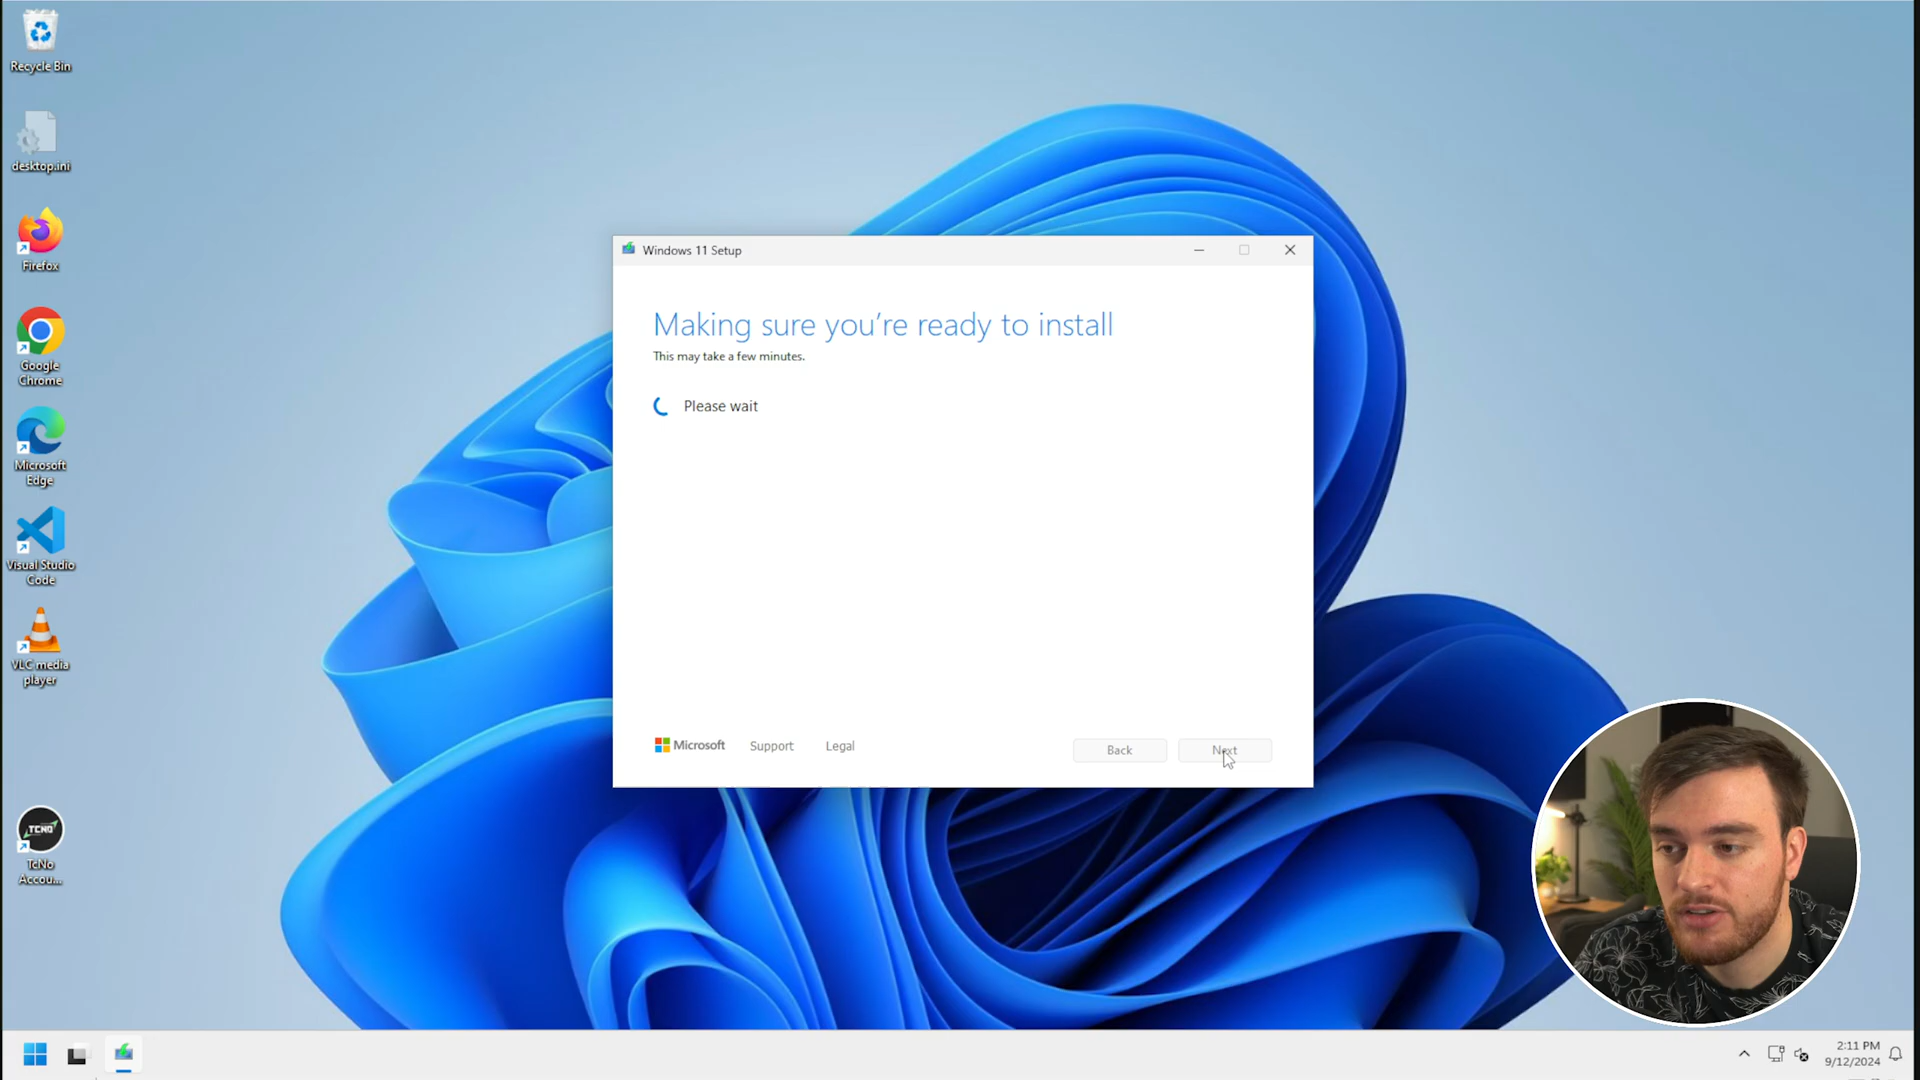 Recycle Bin
desktop.ini
Firefox
Google
Chrome
Microsoft
Edge
Visual Studio
Code
VLC media
player
TCNO
TcNo
Accou...
Windows 11 Setup
Making sure you're ready to install
This may take a few minutes.
Please wait
Microsoft
Support
Legal
Back
Next
2:11 PM
9/12/2024